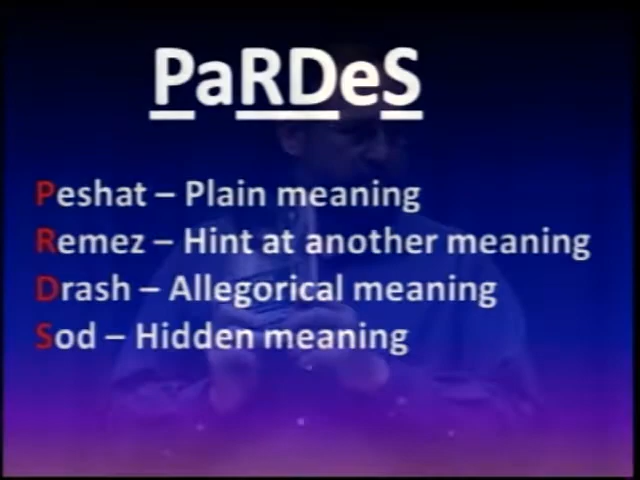 PaRDeS
Peshat – Plain meaning
Remez – Hint at another meaning
Drash – Allegorical meaning
Sod – Hidden meaning